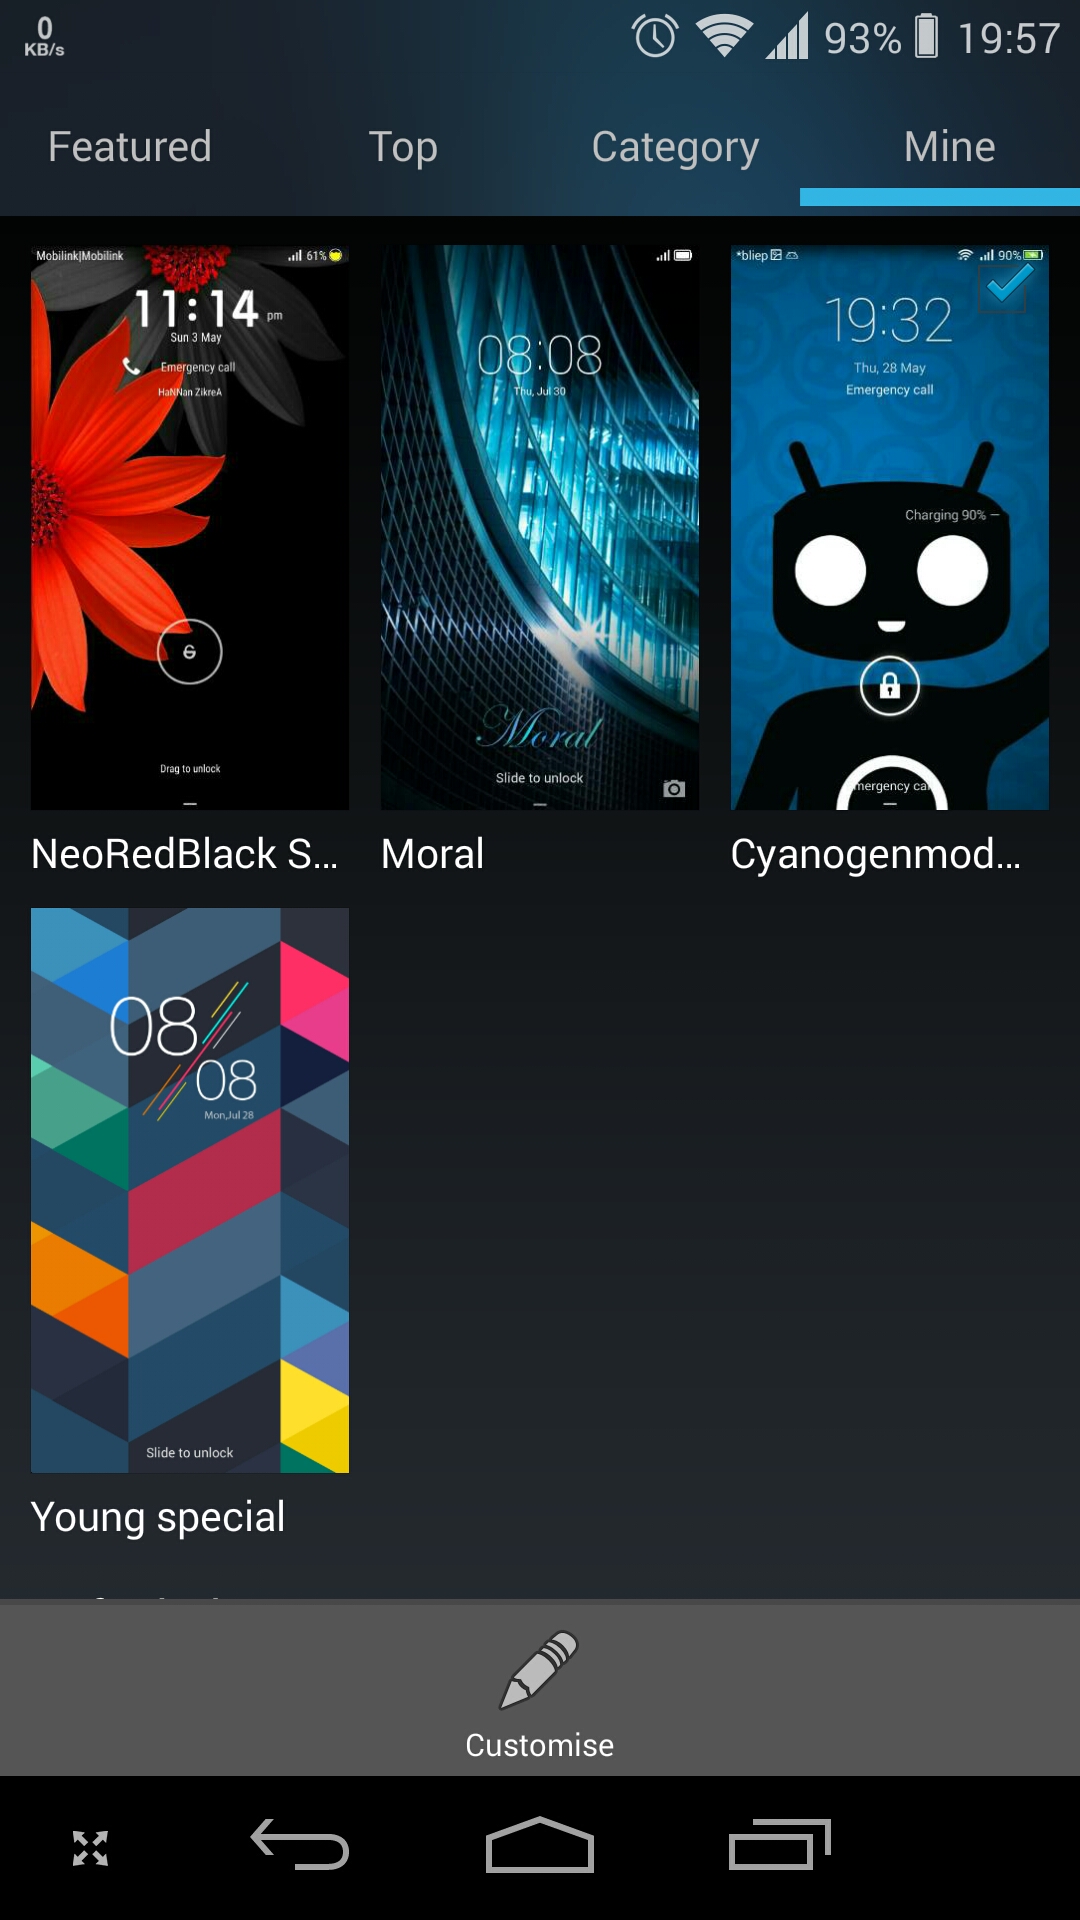 0
KB/s
93% 19:57
Featured Top Category Mine
Mobilink|Mobilink 61%
11:14 pm
Sun 3 May
Emergency call
HaNNan ZikreA
Drag to unlock
08:08
Thu, Jul 30
Moral
Slide to unlock
*bliep 90%
19:32
Thu, 28 May
Emergency call
Charging 90%
mergency ca
NeoRedBlack S... Moral Cyanogenmod...
08
08
Mon,Jul 28
Slide to unlock
Young special
Customise